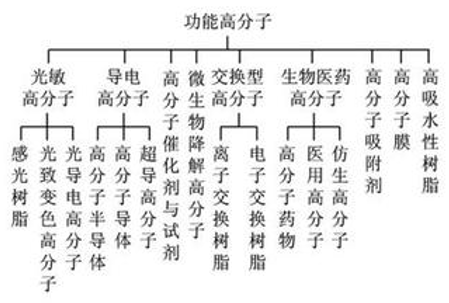 功能高分子
光敏
高分子
导电
高分子
高分子催化剂与试剂
微生物降解高分子
交换型
高分子
生物医药
高分子
高分子吸附剂
高分子膜
高吸水性树脂
感光树脂
光致变色高分子
光导电高分子
高分子半导体
高分子导体
超导高分子
离子交换树脂
电子交换树脂
高分子药物
医用高分子
仿生高分子